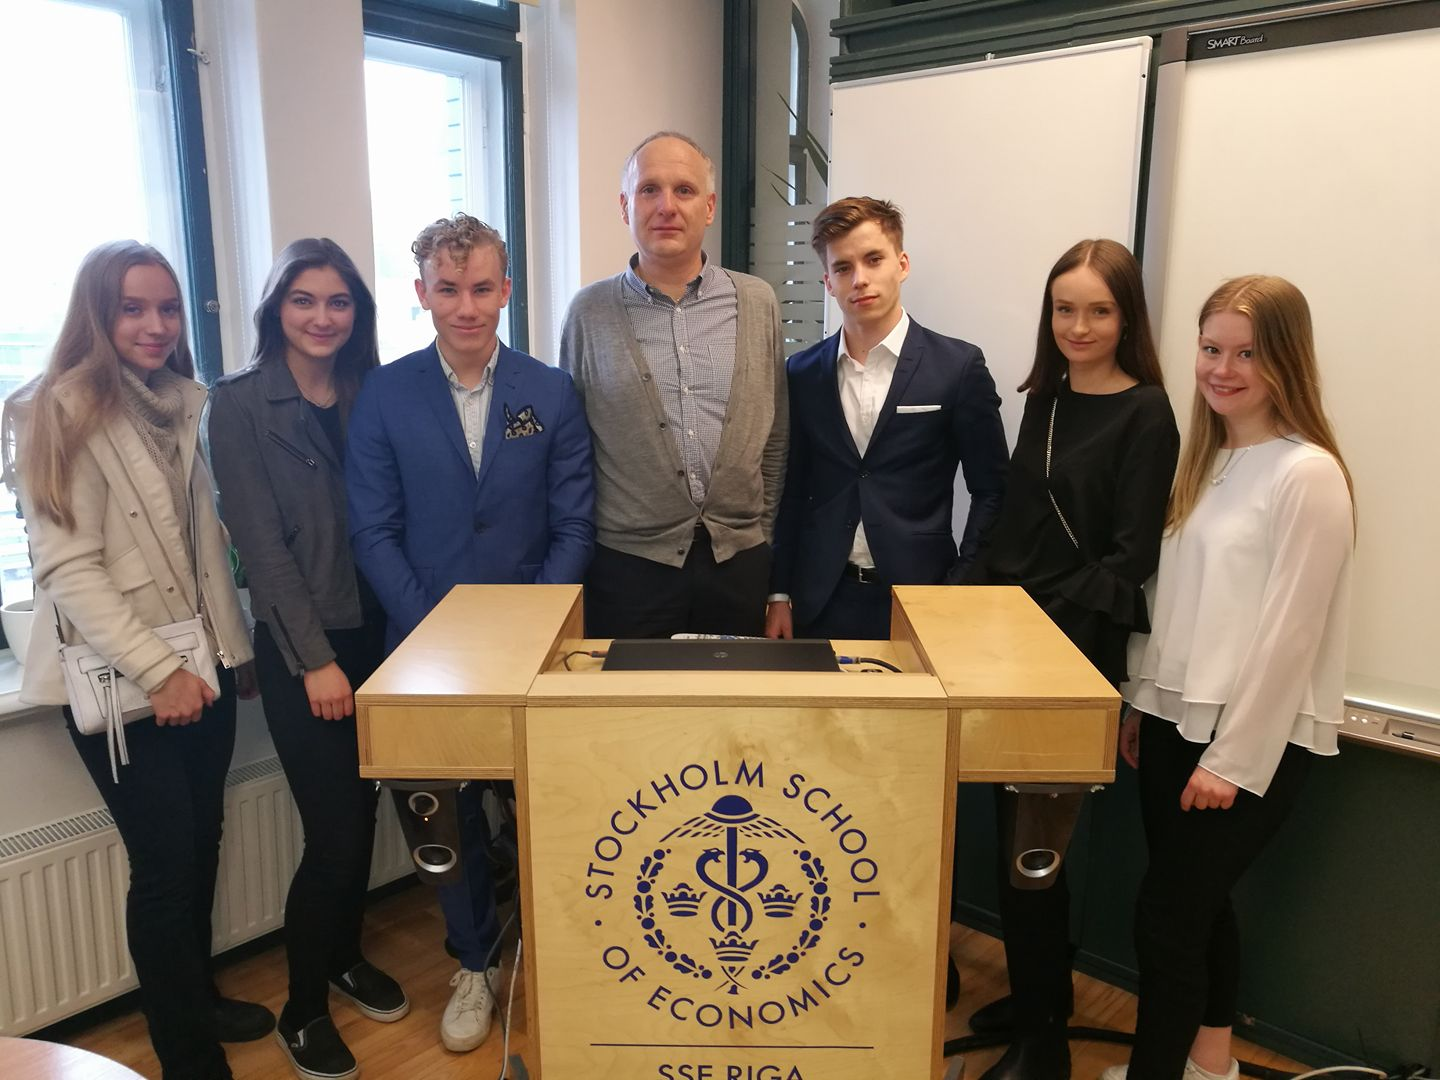 SMART Board
STOCKHOLM SCHOOL
OF ECONOMICS
SSE RIGA